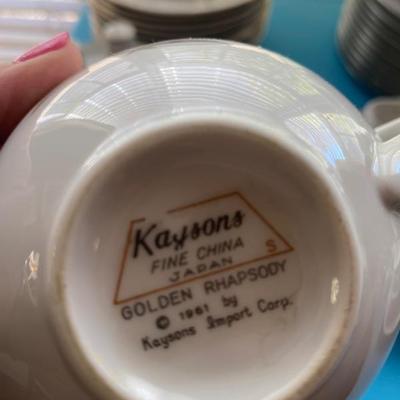 Kaysons
FINE CHINA
JAPAN S
GOLDEN RHAPSODY
© 1961 by
Kaysons Import Corp.